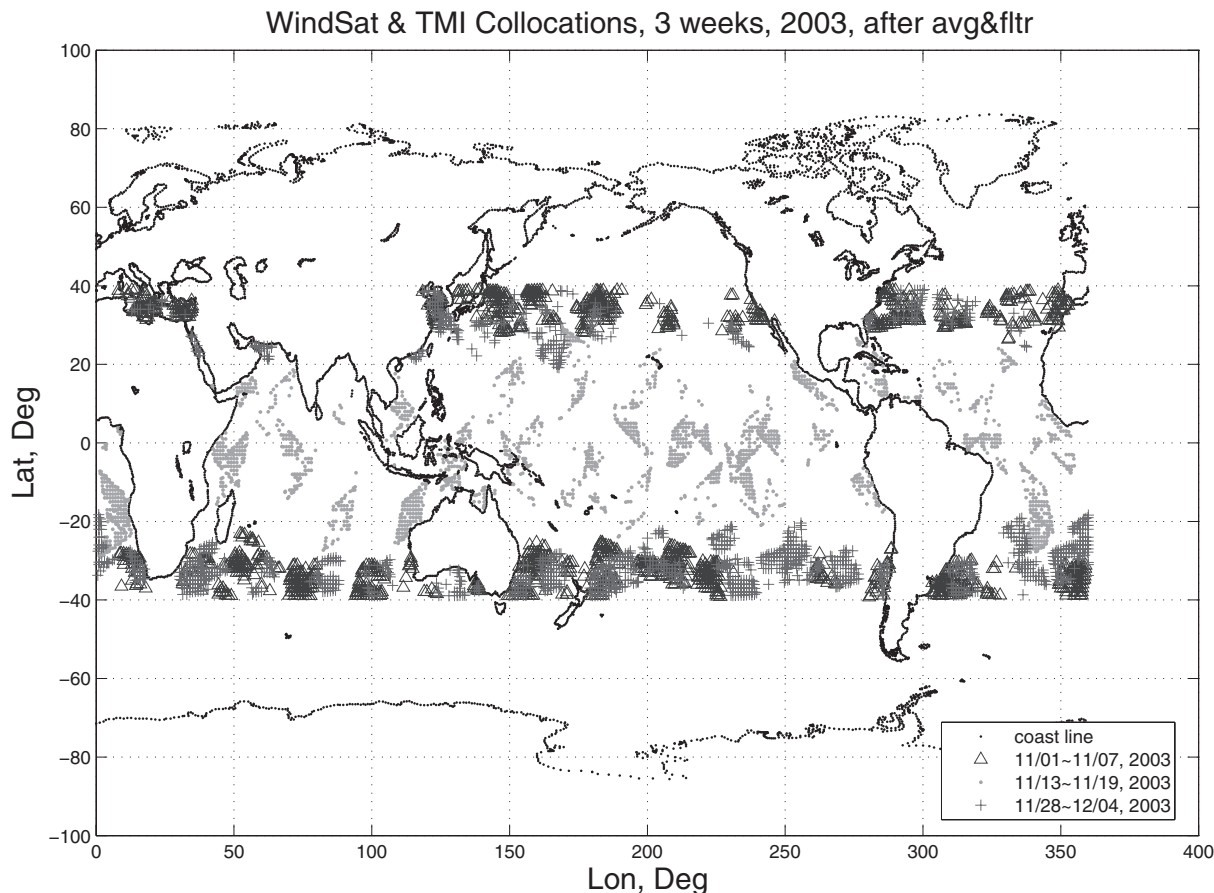 WindSat & TMI Collocations, 3 weeks, 2003, after avg&fltr
100
80
60
40
20
0
−20
−40
−60
−80
−100
Lat, Deg
coast line
11/01~11/07, 2003
11/13~11/19, 2003
11/28~12/04, 2003
0 50 100 150 200 250 300 350 400
Lon, Deg